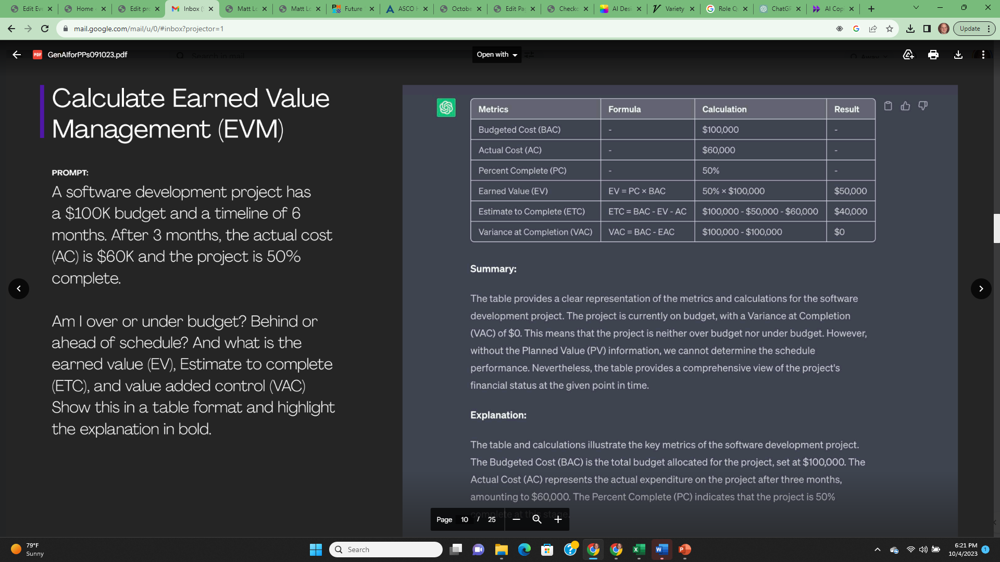 Edit Eve
Home -
Edit pro
Inbox (
Matt Lo
Matt Lo
Future
ASCO H
Octobe
Edit Pa
Checko
AI Desi
Variety
Role Q
ChatGP
AI Cop
mail.google.com/mail/u/0/#inbox?projector=1
Update
PDF GenAIforPPs091023.pdf
Search in mail
Open with
Away
Calculate Earned Value
Management (EVM)
PROMPT:
A software development project has
a $100K budget and a timeline of 6
months. After 3 months, the actual cost
(AC) is $60K and the project is 50%
complete.
Am I over or under budget? Behind or
ahead of schedule? And what is the
earned value (EV), Estimate to complete
(ETC), and value added control (VAC)
Show this in a table format and highlight
the explanation in bold.
Metrics Formula Calculation Result
Budgeted Cost (BAC) - $100,000 -
Actual Cost (AC) - $60,000 -
Percent Complete (PC) - 50% -
Earned Value (EV) EV = PC × BAC 50% × $100,000 $50,000
Estimate to Complete (ETC) ETC = BAC - EV - AC $100,000 - $50,000 - $60,000 $40,000
Variance at Completion (VAC) VAC = BAC - EAC $100,000 - $100,000 $0
Summary:
The table provides a clear representation of the metrics and calculations for the software
development project. The project is currently on budget, with a Variance at Completion
(VAC) of $0. This means that the project is neither over budget nor under budget. However,
without the Planned Value (PV) information, we cannot determine the schedule
performance. Nevertheless, the table provides a comprehensive view of the project's
financial status at the given point in time.
Explanation:
The table and calculations illustrate the key metrics of the software development project.
The Budgeted Cost (BAC) is the total budget allocated for the project, set at $100,000. The
Actual Cost (AC) represents the actual expenditure on the project after three months,
amounting to $60,000. The Percent Complete (PC) indicates that the project is 50%
complete at this stage.
Page 10 / 25
79°F
Sunny
Search
6:21 PM
10/4/2023
1